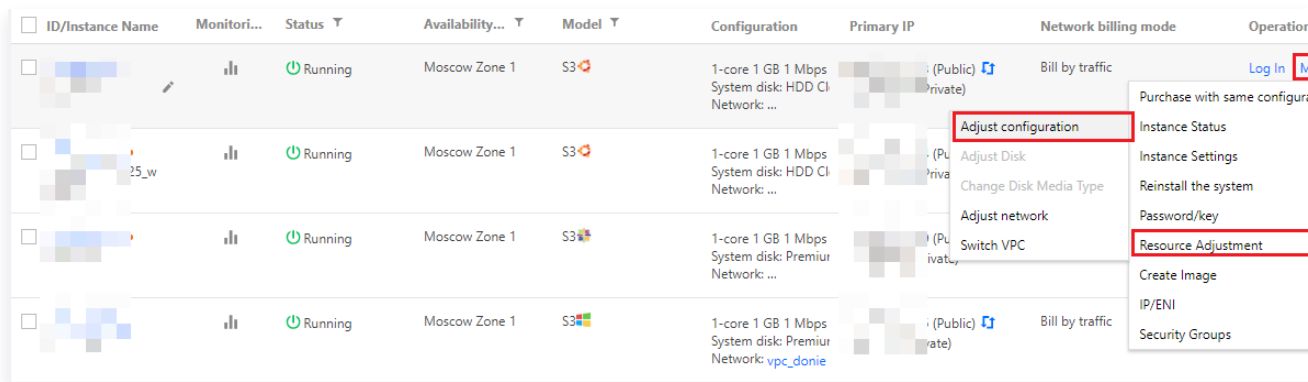 ID/Instance Name Monitori... Status Availability... Model Configuration Primary IP Network billing mode Operation
Running Moscow Zone 1 S3 1-core 1 GB 1 Mbps (Public) Bill by traffic Log In M
System disk: HDD Cl Private)
Network: ...
Purchase with same configura
Adjust configuration Instance Status
Running Moscow Zone 1 S3 1-core 1 GB 1 Mbps (Pu Adjust Disk Instance Settings
25_w System disk: HDD Cl Priva
Network: ... Change Disk Media Type Reinstall the system
Adjust network Password/key
Running Moscow Zone 1 S3 1-core 1 GB 1 Mbps (Pu Switch VPC Resource Adjustment
System disk: Premiur ivate)
Network: ... Create Image
IP/ENI
Running Moscow Zone 1 S3 1-core 1 GB 1 Mbps (Public) Bill by traffic Security Groups
System disk: Premiur vate)
Network: vpc_donie